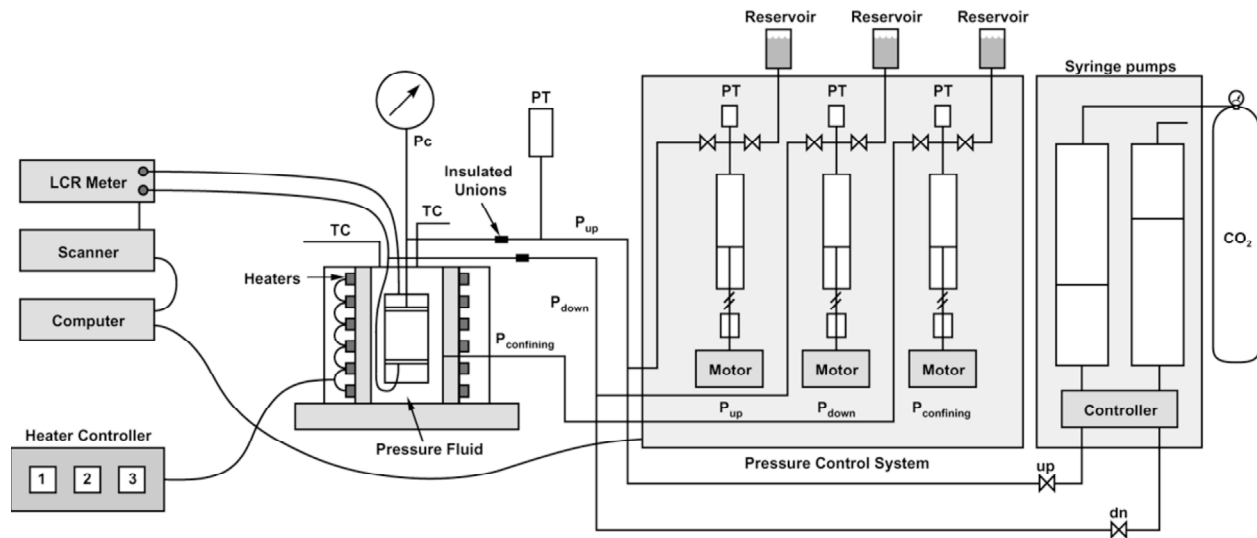 Reservoir
Reservoir
Reservoir
Syringe pumps
PT
PT
PT
PT
Pc
LCR Meter
Insulated
Unions
TC
TC
P_up
Scanner
CO₂
Heaters
P_down
Computer
P_confining
Motor
Motor
Motor
Controller
P_up
P_down
P_confining
Heater Controller
Pressure Fluid
Pressure Control System
up
1 2 3
dn